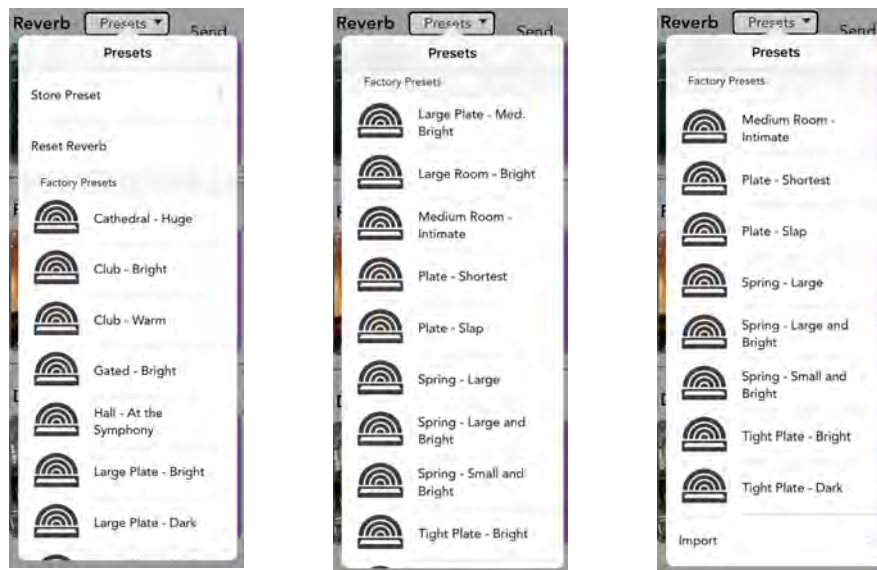 Reverb Presets ▼ Send
Presets
Store Preset
Reset Reverb
Factory Presets
Cathedral - Huge
Club - Bright
Club - Warm
Gated - Bright
Hall - At the
Symphony
Large Plate - Bright
Large Plate - Dark
Reverb Presets ▼ Send
Presets
Factory Presets
Large Plate - Med.
Bright
Large Room - Bright
Medium Room -
Intimate
Plate - Shortest
Plate - Slap
Spring - Large
Spring - Large and
Bright
Spring - Small and
Bright
Tight Plate - Bright
Reverb Presets ▼ Send
Presets
Factory Presets
Medium Room -
Intimate
Plate - Shortest
Plate - Slap
Spring - Large
Spring - Large and
Bright
Spring - Small and
Bright
Tight Plate - Bright
Tight Plate - Dark
Import